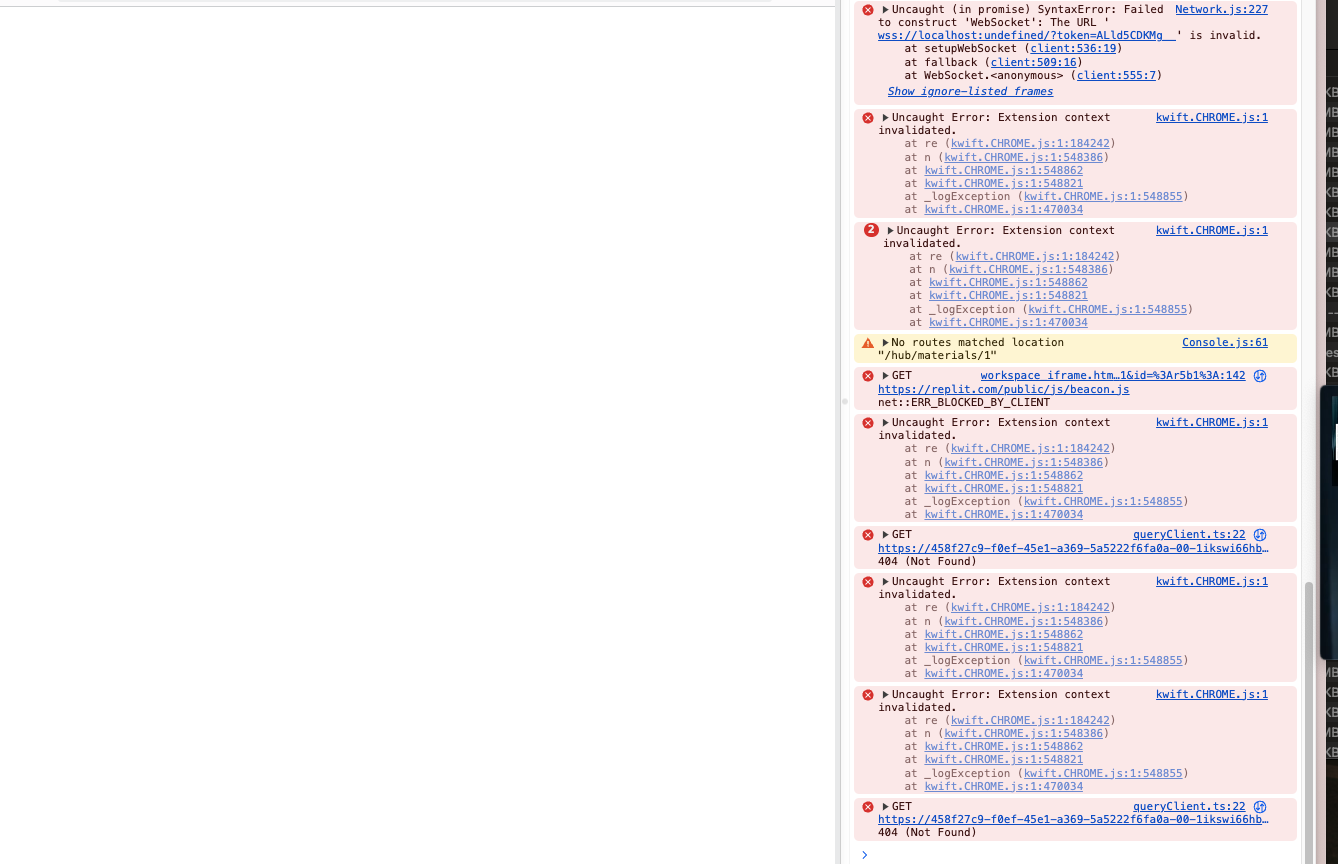 Uncaught (in promise) SyntaxError: Failed Network.js:227
to construct 'WebSocket': The URL '
wss://localhost:undefined/?token=ALld5CDKMg__' is invalid.
at setupWebSocket (client:536:19)
at fallback (client:509:16)
at WebSocket.<anonymous> (client:555:7)
Show ignore-listed frames
Uncaught Error: Extension context kwift.CHROME.js:1
invalidated.
at re (kwift.CHROME.js:1:184242)
at n (kwift.CHROME.js:1:548386)
at kwift.CHROME.js:1:548862
at kwift.CHROME.js:1:548821
at _logException (kwift.CHROME.js:1:548855)
at kwift.CHROME.js:1:470034
2 Uncaught Error: Extension context kwift.CHROME.js:1
invalidated.
at re (kwift.CHROME.js:1:184242)
at n (kwift.CHROME.js:1:548386)
at kwift.CHROME.js:1:548862
at kwift.CHROME.js:1:548821
at _logException (kwift.CHROME.js:1:548855)
at kwift.CHROME.js:1:470034
No routes matched location Console.js:61
"/hub/materials/1"
GET workspace_iframe.htm…1&id=%3Ar5b1%3A:142
https://replit.com/public/js/beacon.js
net::ERR_BLOCKED_BY_CLIENT
Uncaught Error: Extension context kwift.CHROME.js:1
invalidated.
at re (kwift.CHROME.js:1:184242)
at n (kwift.CHROME.js:1:548386)
at kwift.CHROME.js:1:548862
at kwift.CHROME.js:1:548821
at _logException (kwift.CHROME.js:1:548855)
at kwift.CHROME.js:1:470034
GET queryClient.ts:22
https://458f27c9-f0ef-45e1-a369-5a5222f6fa0a-00-1ikswi66hb…
404 (Not Found)
Uncaught Error: Extension context kwift.CHROME.js:1
invalidated.
at re (kwift.CHROME.js:1:184242)
at n (kwift.CHROME.js:1:548386)
at kwift.CHROME.js:1:548862
at kwift.CHROME.js:1:548821
at _logException (kwift.CHROME.js:1:548855)
at kwift.CHROME.js:1:470034
Uncaught Error: Extension context kwift.CHROME.js:1
invalidated.
at re (kwift.CHROME.js:1:184242)
at n (kwift.CHROME.js:1:548386)
at kwift.CHROME.js:1:548862
at kwift.CHROME.js:1:548821
at _logException (kwift.CHROME.js:1:548855)
at kwift.CHROME.js:1:470034
GET queryClient.ts:22
https://458f27c9-f0ef-45e1-a369-5a5222f6fa0a-00-1ikswi66hb…
404 (Not Found)